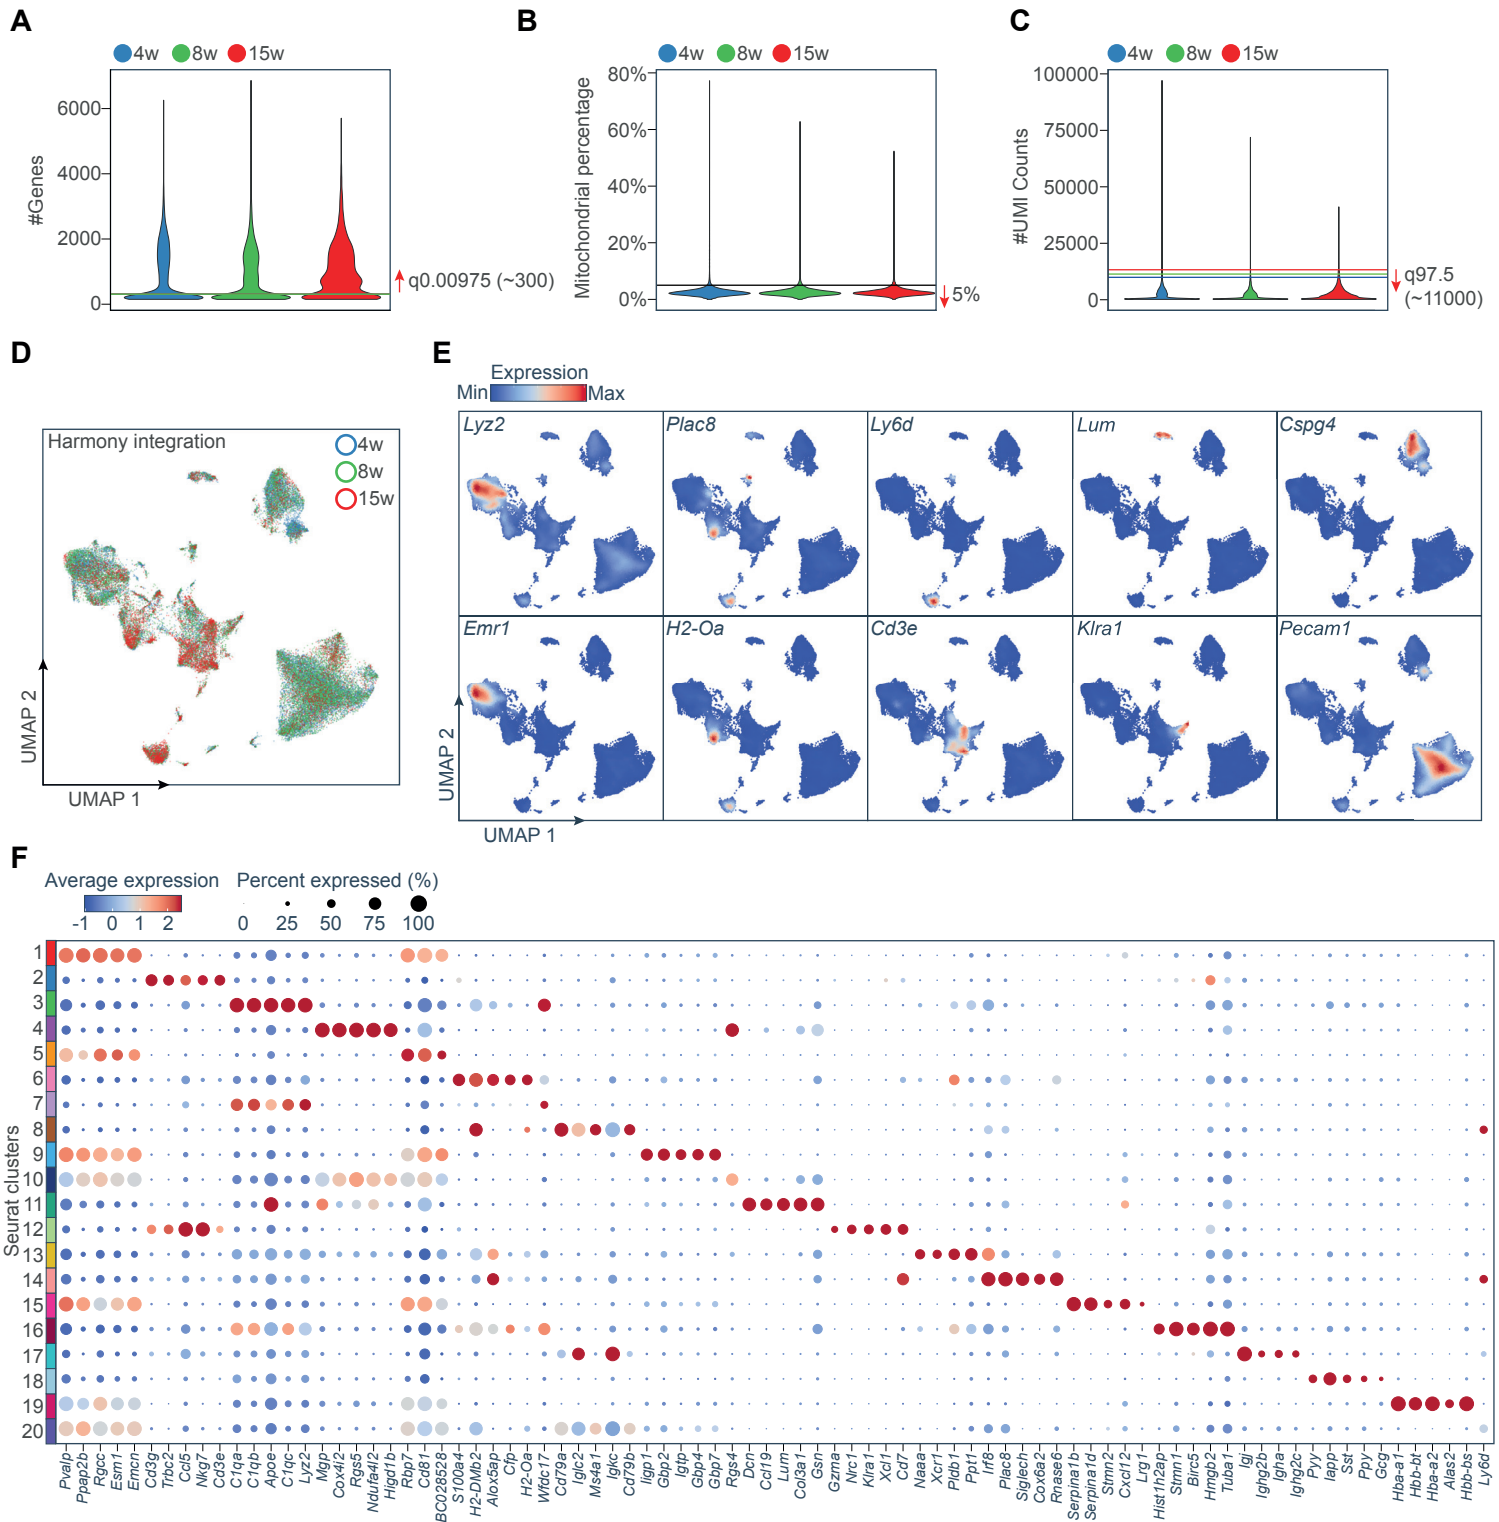 A
4w 8w 15w
#Genes
6000
4000
2000
0
q0.00975 (~300)
B
4w 8w 15w
Mitochondrial percentage
80%
60%
40%
20%
0%
5%
C
4w 8w 15w
#UMI Counts
100000
75000
50000
25000
0
q97.5
(~11000)
D
Harmony integration
4w
8w
15w
UMAP 2
UMAP 1
E
Expression
Min Max
Lyz2 Plac8 Ly6d Lum Cspg4
Emr1 H2-Oa Cd3e Klra1 Pecam1
UMAP 2
UMAP 1
F
Average expression Percent expressed (%)
-1 0 1 2 0 25 50 75 100
Seurat clusters
1
2
3
4
5
6
7
8
9
10
11
12
13
14
15
16
17
18
19
20
Pvalp
Ppap2b
Rgcc
Esm1
Emcn
Cd3g
Trbc2
Ccl5
Nkg7
Cd3e
C1qa
C1qb
Apoe
C1qc
Lyz2
Mgp
Cox4i2
Rgs5
Ndufa4l2
Higd1b
Rbp7
Cd81
BC028528
S100a4
H2-DMb2
Alox5ap
Cfp
H2-Oa
Wfdc17
Cd79a
Iglc2
Ms4a1
Igkc
Cd79b
Iigp1
Gbp2
Igtp
Gbp4
Gbp7
Rgs4
Dcn
Ccl19
Lum
Col3a1
Gsn
Gzma
Nrc1
Klra1
Xcl1
Cd7
Naaa
Xcr1
Pldb1
Ppt1
Irf8
Plac8
Siglech
Cox6a2
Rnase6
Serpina1b
Serpina1d
Stmn2
Cxcl12
Lrg1
Hist1h2ap
Stmn1
Birc5
Hmgb2
Tuba1
Igj
Ighg2b
Igha
Ighg2c
Pyy
Iapp
Sst
Ppy
Gcg
Hba-a1
Hbb-bt
Hba-a2
Alas2
Hbb-bs
Ly6d